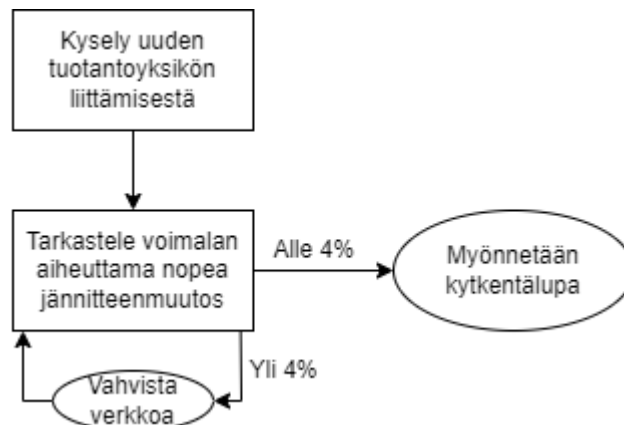 Kysely uuden
tuotantoyksikön
liittämisestä
Tarkastele voimalan
aiheuttama nopea
jännitteenmuutos
Alle 4%
Myönnetään
kytkentälupa
Yli 4%
Vahvista
verkkoa